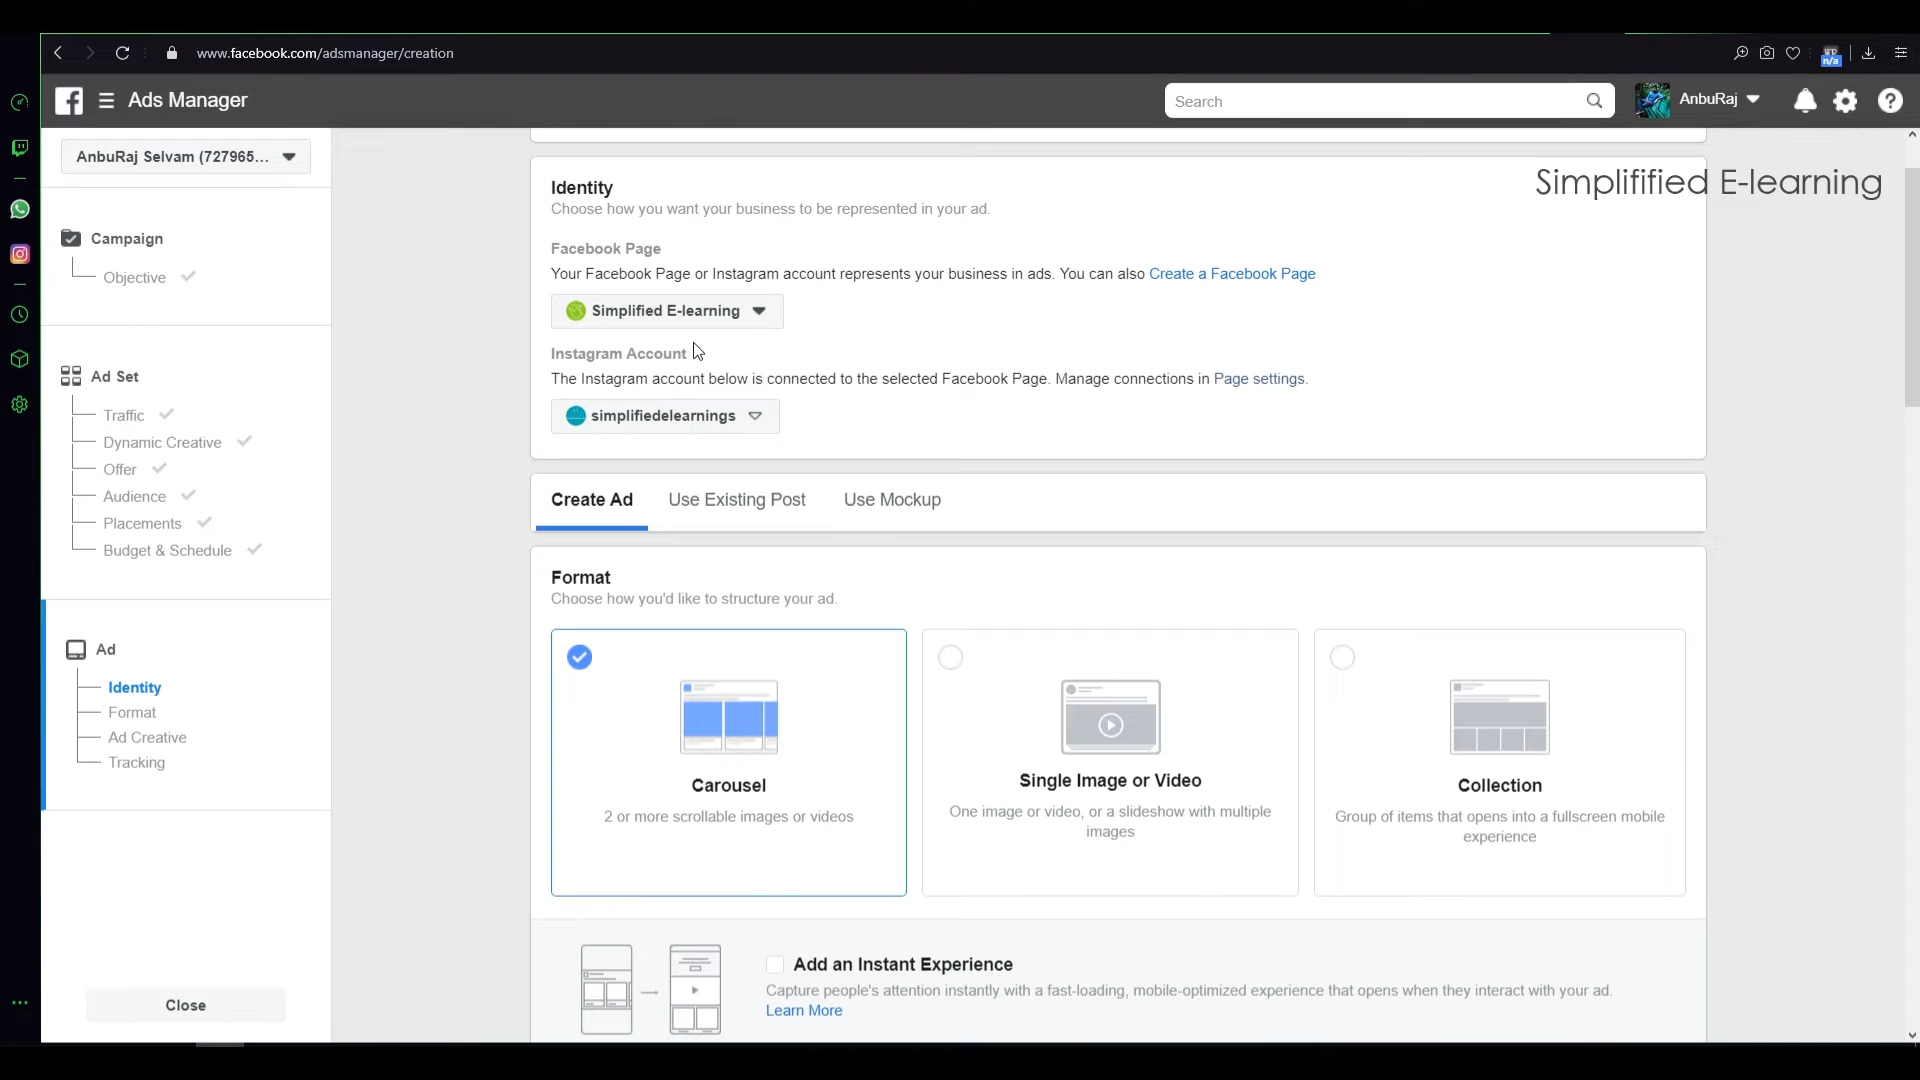 www.facebook.com/adsmanager/creation
n/a
Ads Manager
Search
AnbuRaj
AnbuRaj Selvam (727965...
Simplififed E-learning
Campaign
Objective
Ad Set
Traffic
Dynamic Creative
Offer
Audience
Placements
Budget & Schedule
Ad
Identity
Format
Ad Creative
Tracking
Close
Identity
Choose how you want your business to be represented in your ad.
Facebook Page
Your Facebook Page or Instagram account represents your business in ads. You can also Create a Facebook Page
Simplified E-learning
Instagram Account
The Instagram account below is connected to the selected Facebook Page. Manage connections in Page settings.
simplifiedelearnings
Create Ad Use Existing Post Use Mockup
Format
Choose how you'd like to structure your ad.
Carousel
2 or more scrollable images or videos
Single Image or Video
One image or video, or a slideshow with multiple
images
Collection
Group of items that opens into a fullscreen mobile
experience
Add an Instant Experience
Capture people's attention instantly with a fast-loading, mobile-optimized experience that opens when they interact with your ad.
Learn More